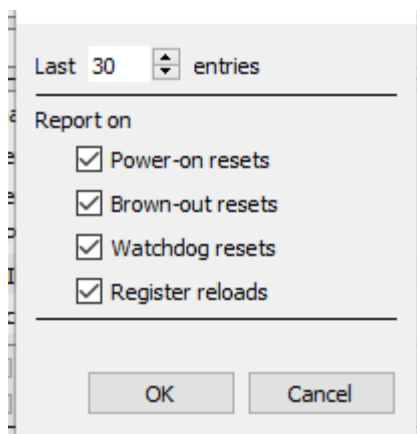 Last 30 entries
Report on
Power-on resets
Brown-out resets
Watchdog resets
Register reloads
OK Cancel